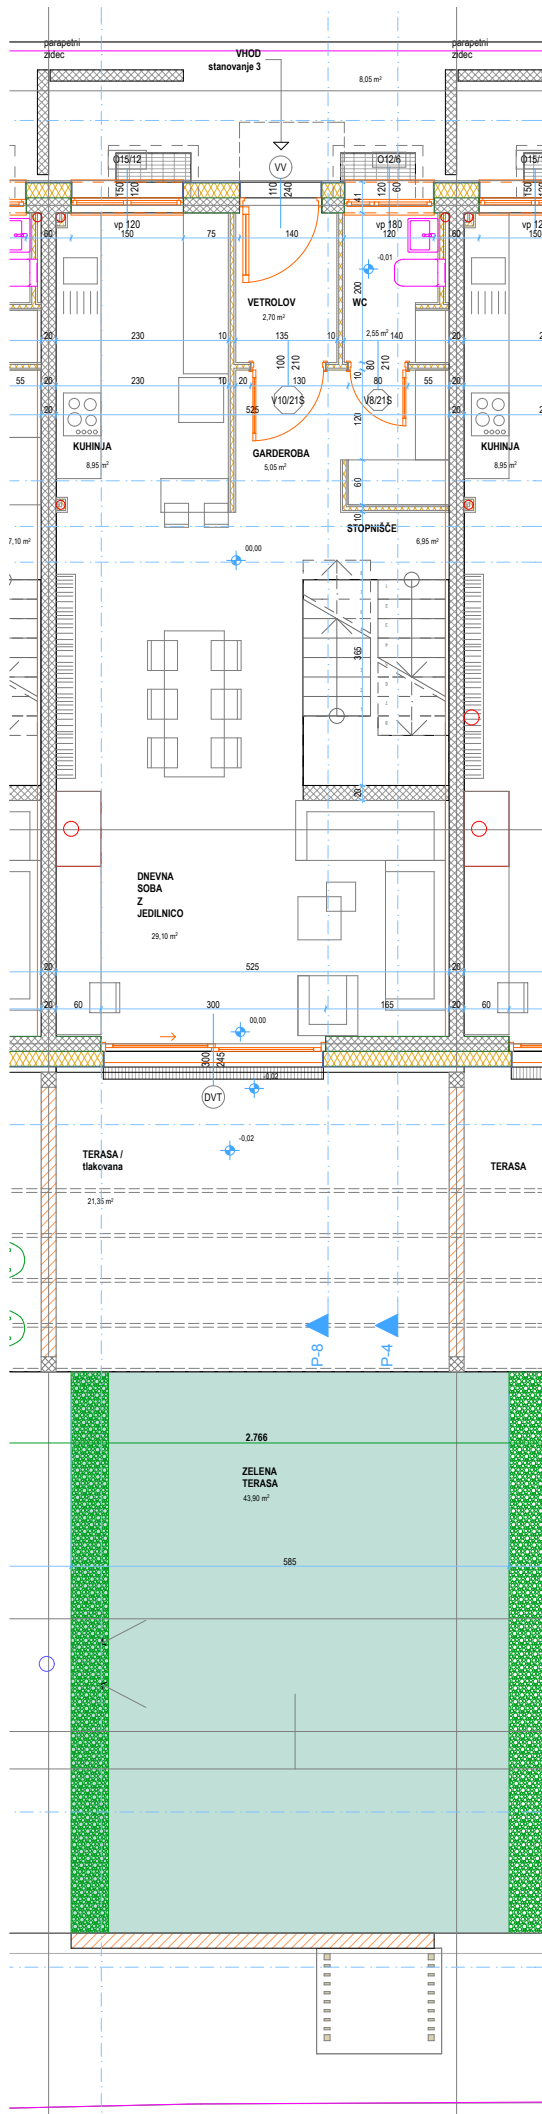 parapetni
zidec
VHOD
stanovanje 3
parapetni
zidec
8,05 m²
O15/12
VV
O12/6
150
120
110
240
41
120
60
150
vp 120
vp 180
60
150
75
140
120
60
-0,01
200
VETROLOV
2,70 m²
WC
2,55 m²
20
230
10
135
10
140
20
100
210
80
210
10
55
20
230
10
20
130
80
55
20
20
525
20
V10/21S
V8/21S
120
KUHINJA
8,95 m²
GARDEROBA
5,05 m²
KUHINJA
8,95 m²
60
10
STOPNIŠČE
6,95 m²
7,10 m²
00,00
365
20
DNEVNA
SOBA
Z
JEDILNICO
29,10 m²
20
525
20
20
60
300
165
20
60
00,00
300
245
-0,02
DVT
-0,02
TERASA /
tlakovana
21,35 m²
TERASA
P-8
P-4
2.766
ZELENA
TERASA
43,90 m²
585